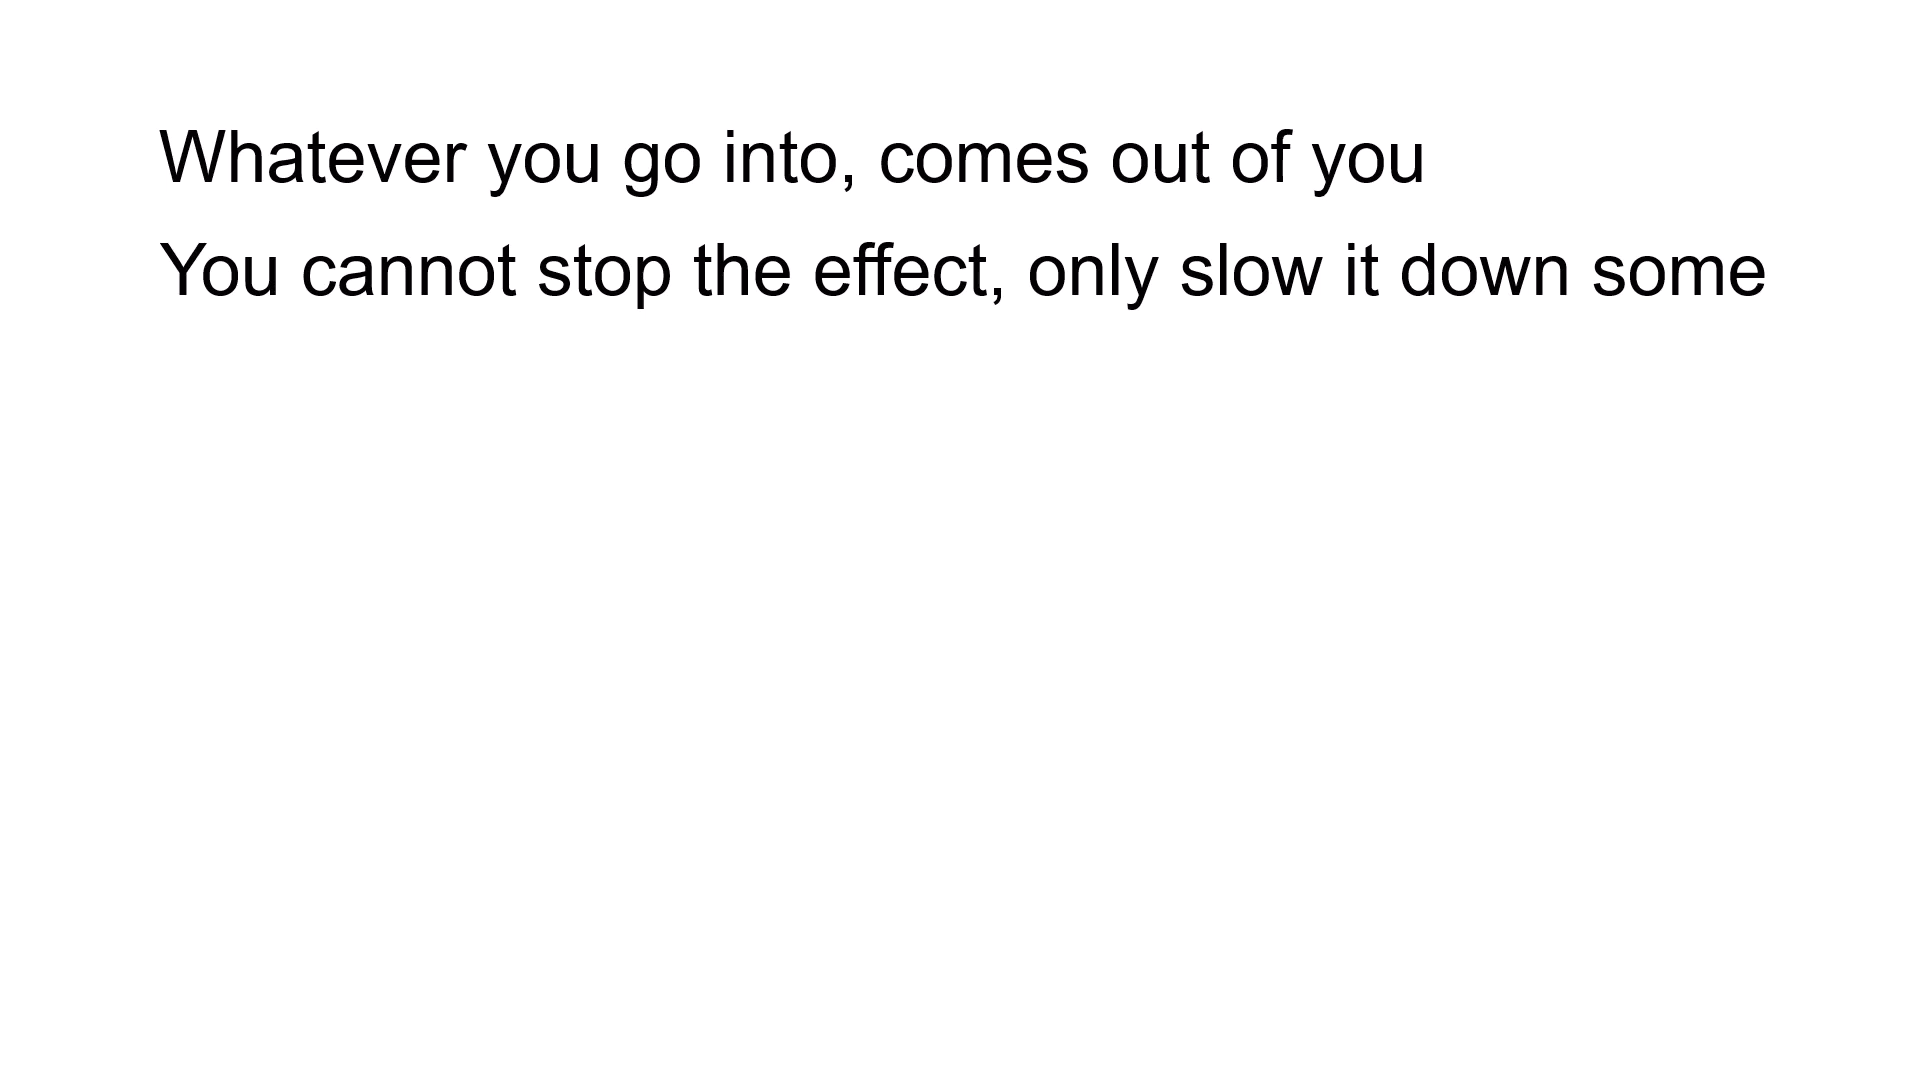 Whatever you go into, comes out of you
You cannot stop the effect, only slow it down some